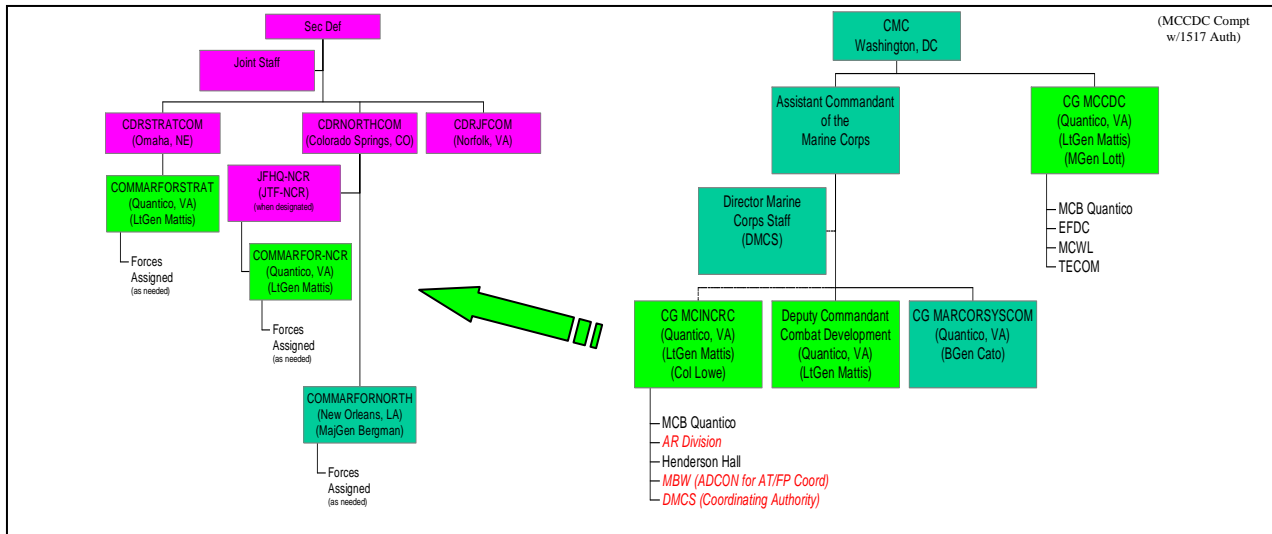 Sec Def
Joint Staff
CDRSTRATCOM
(Omaha, NE)
CDRNORTHCOM
(Colorado Springs, CO)
CDRJFCOM
(Norfolk, VA)
COMMARFORSTRAT
(Quantico, VA)
(LtGen Mattis)
Forces
Assigned
(as needed)
JFHQ-NCR
(JTF-NCR)
(when designated)
COMMARFOR-NCR
(Quantico, VA)
(LtGen Mattis)
Forces
Assigned
(as needed)
COMMARFORNORTH
(New Orleans, LA)
(MajGen Bergman)
Forces
Assigned
(as needed)
CMC
Washington, DC
(MCCDC Compt
w/1517 Auth)
Assistant Commandant
of the
Marine Corps
CG MCCDC
(Quantico, VA)
(LtGen Mattis)
(MGen Lott)
MCB Quantico
EFDC
MCWL
TECOM
Director Marine
Corps Staff
(DMCS)
CG MCINCRC
(Quantico, VA)
(LtGen Mattis)
(Col Lowe)
Deputy Commandant
Combat Development
(Quantico, VA)
(LtGen Mattis)
CG MARCORSYSCOM
(Quantico, VA)
(BGen Cato)
MCB Quantico
AR Division
Henderson Hall
MBW (ADCON for AT/FP Coord)
DMCS (Coordinating Authority)